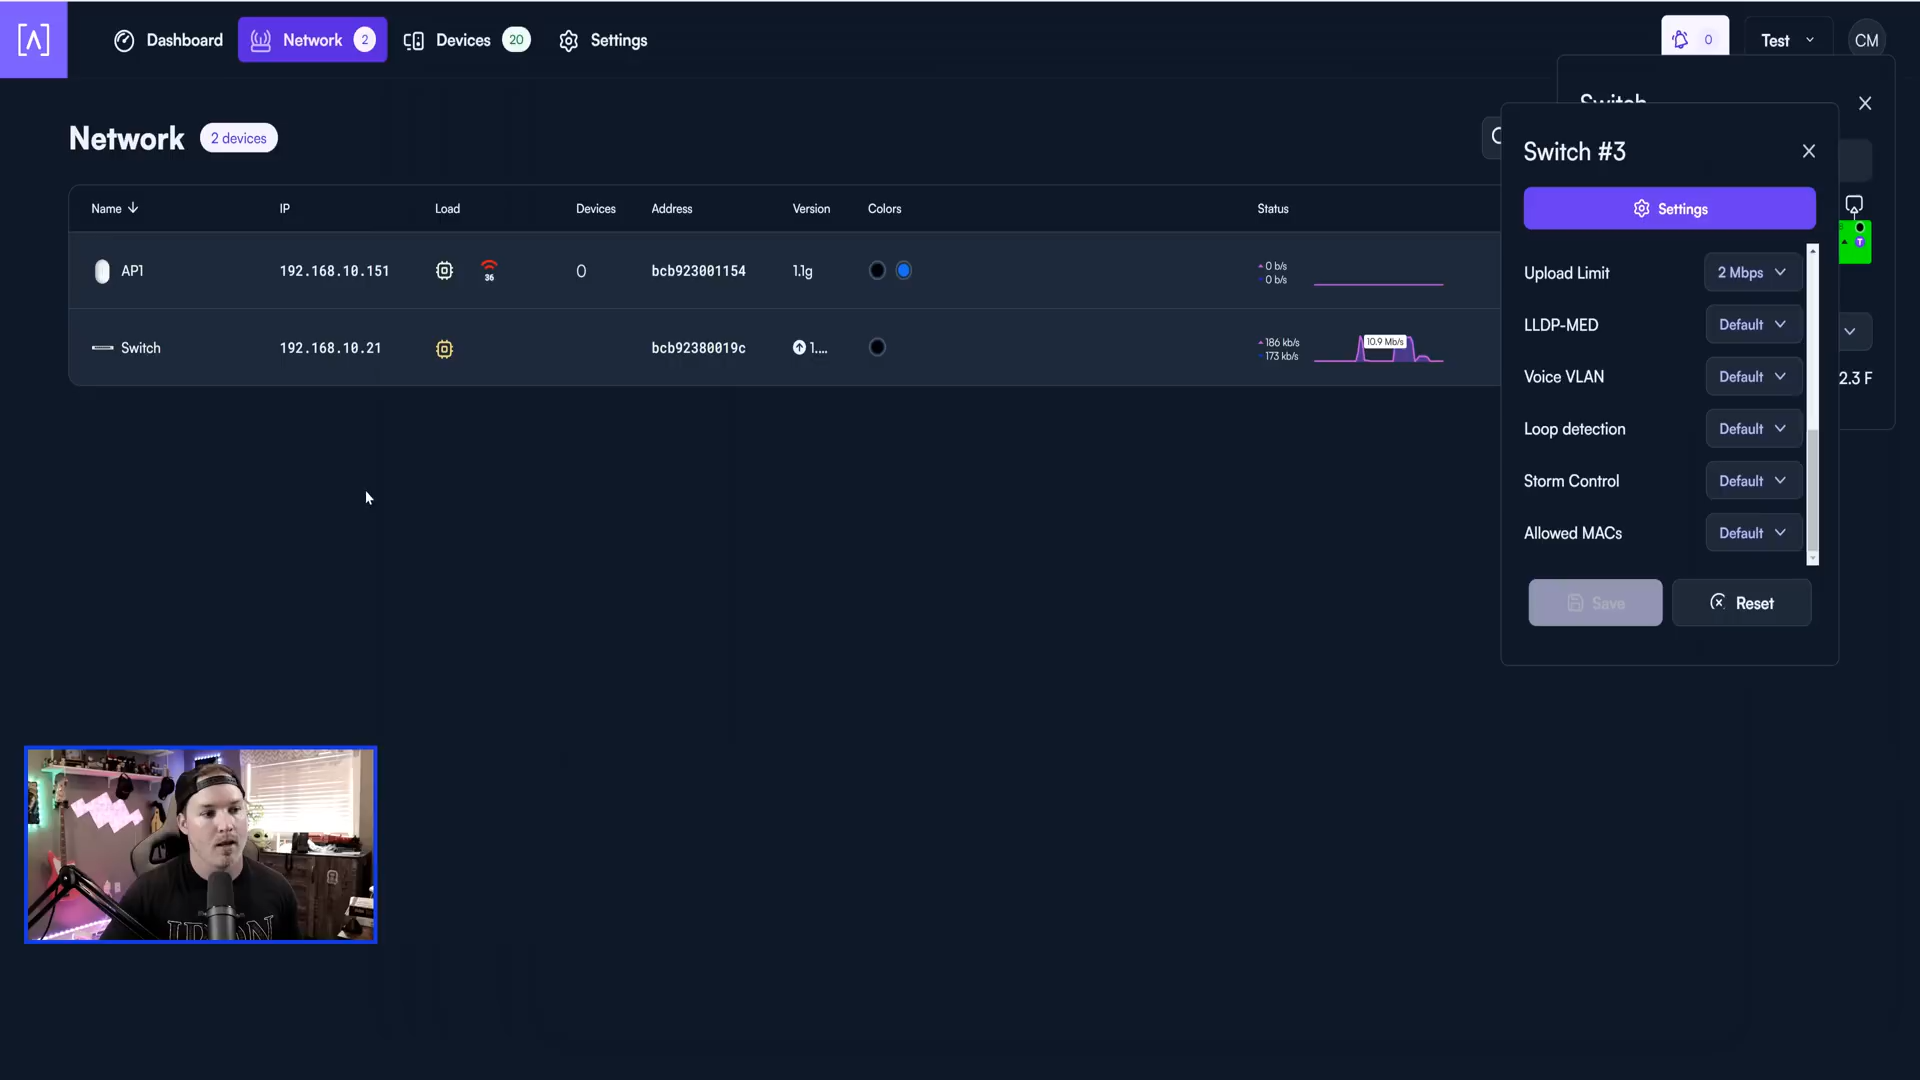 [Λ]
Dashboard
Network 2
Devices 20
Settings
0
Test
CM
Network 2 devices
Switch
Name IP Load Devices Address Version Colors Status
AP1 192.168.10.151 36 0 bcb923001154 1.1g 0 b/s
0 b/s
Switch 192.168.10.21 bcb92380019c 1.... 186 kb/s 10.9 Mb/s
173 kb/s
Switch #3
Settings
T
Upload Limit 2 Mbps
LLDP-MED Default
Voice VLAN Default
2.3 F
Loop detection Default
Storm Control Default
Allowed MACs Default
Save Reset